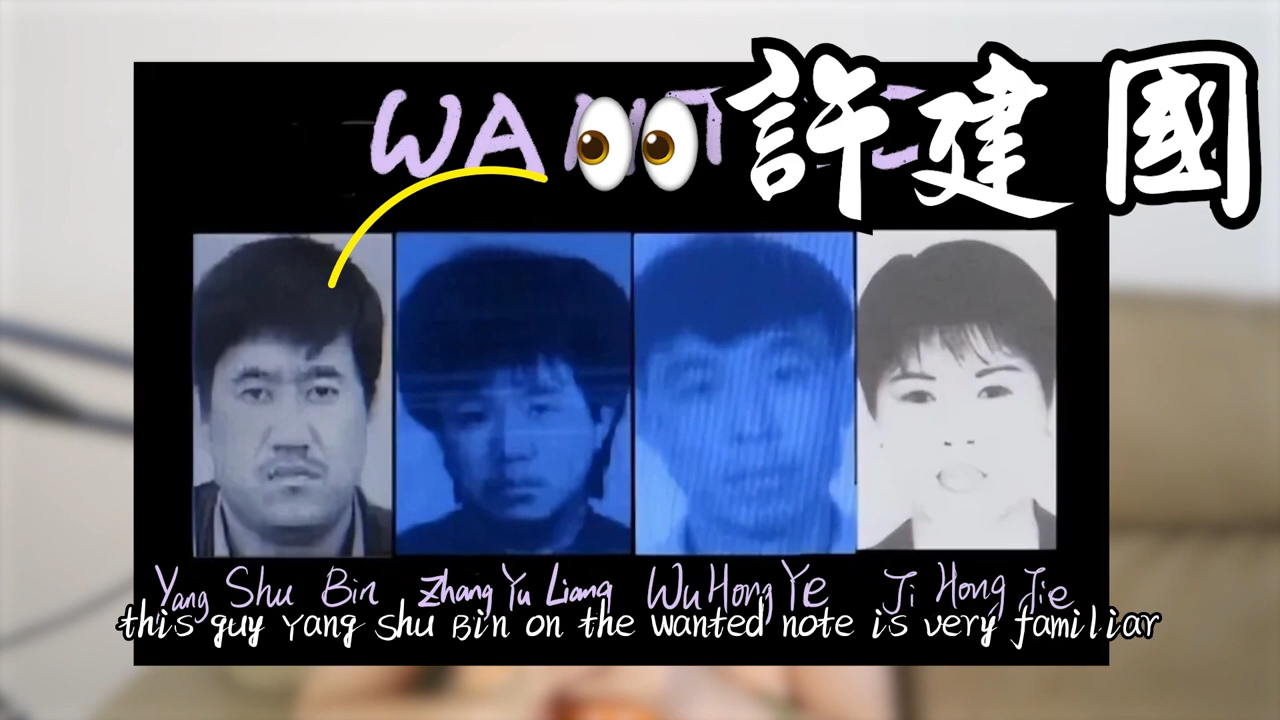 WANTED
許建國
Yang Shu Bin Zhang Yu Liang Wu Hong Ye Ji Hong Jie
this guy Yang Shu Bin on the wanted note is very familiar